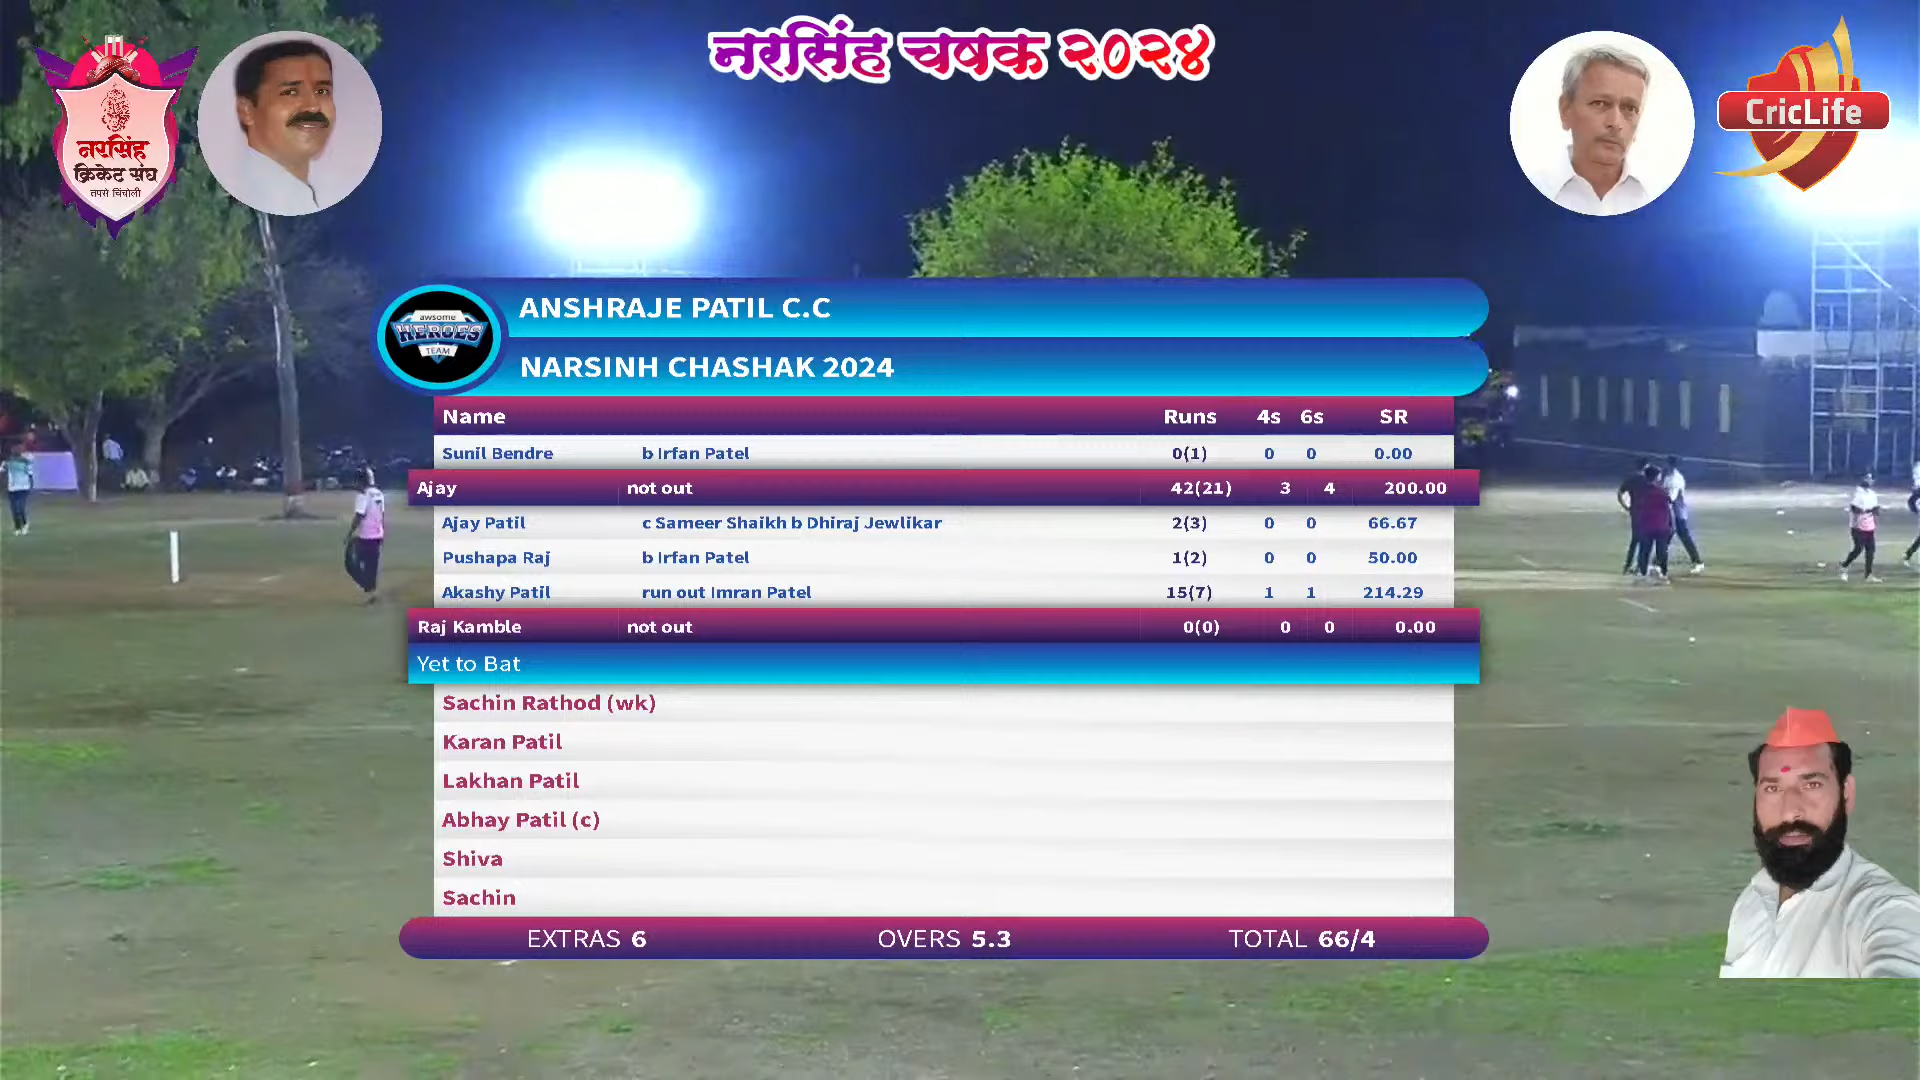 नरसिंह चषक २०२४
नरसिंह
क्रिकेट संघ
तपसे चिंचोली
CricLife
awsome
HEROES
TEAM
ANSHRAJE PATIL C.C
NARSINH CHASHAK 2024
Name Runs 4s 6s SR
Sunil Bendre b Irfan Patel 0(1) 0 0 0.00
Ajay not out 42(21) 3 4 200.00
Ajay Patil c Sameer Shaikh b Dhiraj Jewlikar 2(3) 0 0 66.67
Pushapa Raj b Irfan Patel 1(2) 0 0 50.00
Akashy Patil run out Imran Patel 15(7) 1 1 214.29
Raj Kamble not out 0(0) 0 0 0.00
Yet to Bat
Sachin Rathod (wk)
Karan Patil
Lakhan Patil
Abhay Patil (c)
Shiva
Sachin
EXTRAS 6 OVERS 5.3 TOTAL 66/4